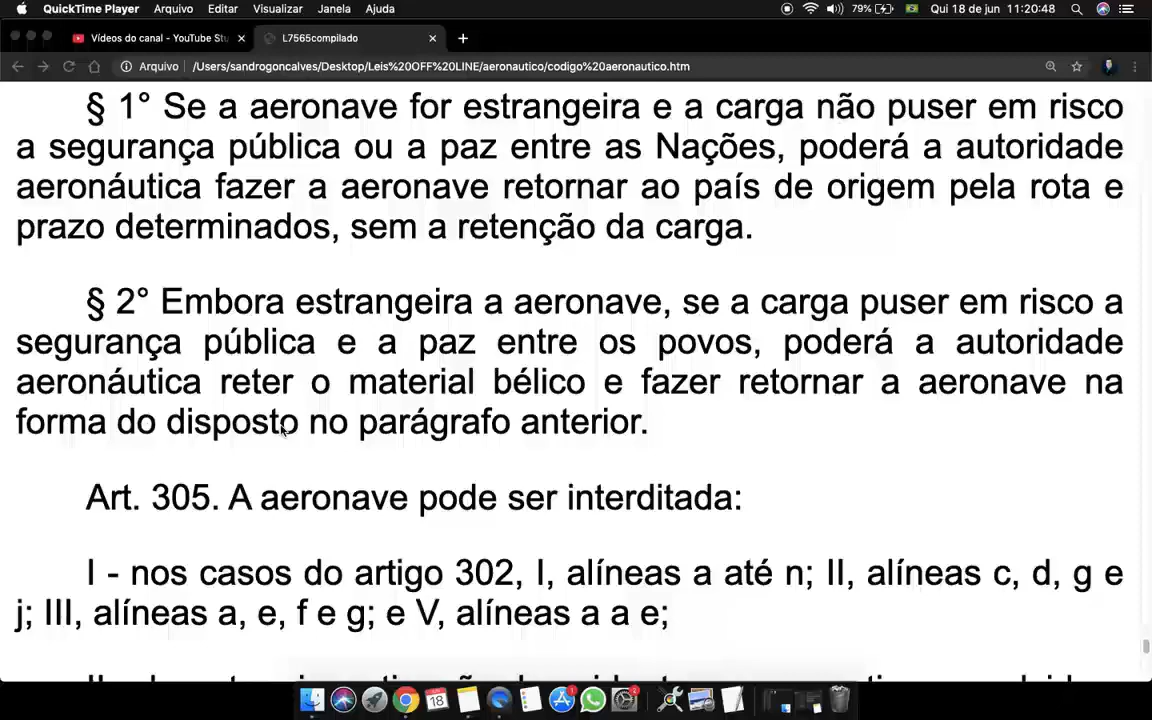 QuickTime Player Arquivo Editar Visualizar Janela Ajuda 79% Qui 18 de jun 11:20:48
Vídeos do canal - YouTube Stu L7565compilado
Arquivo /Users/sandrogoncalves/Desktop/Leis%20OFF%20LINE/aeronautico/codigo%20aeronautico.htm
§ 1° Se a aeronave for estrangeira e a carga não puser em risco
a segurança pública ou a paz entre as Nações, poderá a autoridade
aeronáutica fazer a aeronave retornar ao país de origem pela rota e
prazo determinados, sem a retenção da carga.
§ 2° Embora estrangeira a aeronave, se a carga puser em risco a
segurança pública e a paz entre os povos, poderá a autoridade
aeronáutica reter o material bélico e fazer retornar a aeronave na
forma do disposto no parágrafo anterior.
Art. 305. A aeronave pode ser interditada:
I - nos casos do artigo 302, I, alíneas a até n; II, alíneas c, d, g e
j; III, alíneas a, e, f e g; e V, alíneas a a e;
18